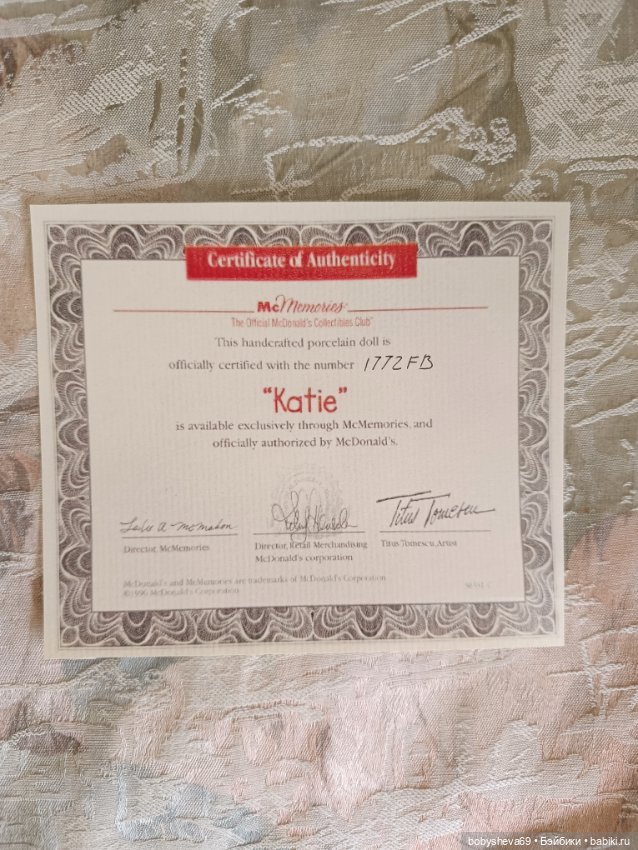 Certificate of Authenticity
McMemories
The Official McDonald's Collectibles Club
This handcrafted porcelain doll is
officially certified with the number 1772FB
"Katie"
is available exclusively through McMemories, and
officially authorized by McDonald's.
Leslie A McMahon
Titus Tomescu
Director, McMemories
Director, Retail Merchandising
McDonald's corporation
Titus Tomescu, Artist
McDonald's and McMemories are trademarks of McDonald's Corporation
©1996 McDonald's Corporation
bobysheva69 • Бэйбики • babiki.ru